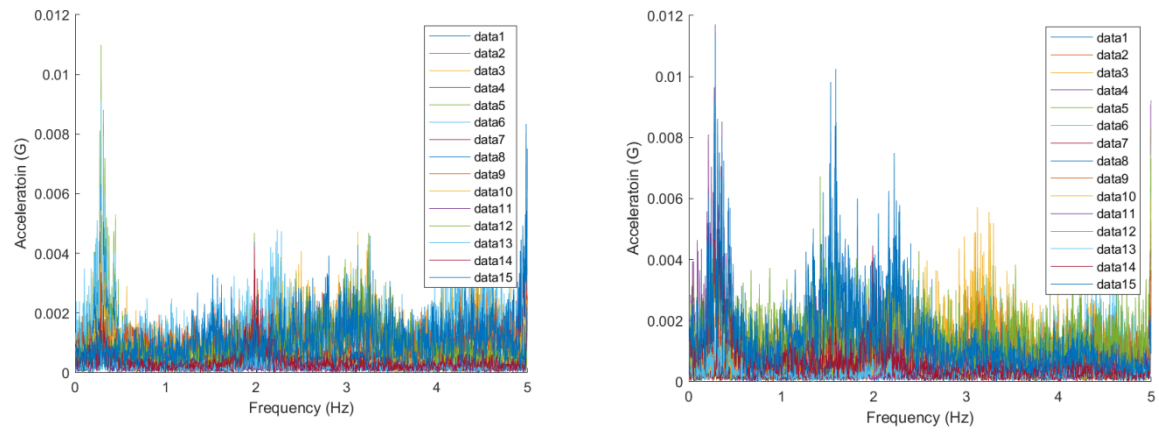 0.012
0.01
0.008
0.006
0.004
0.002
0
Acceleratoin (G)
0 1 2 3 4 5
Frequency (Hz)
data1
data2
data3
data4
data5
data6
data7
data8
data9
data10
data11
data12
data13
data14
data15
0.012
0.01
0.008
0.006
0.004
0.002
0
Acceleratoin (G)
0 1 2 3 4 5
Frequency (Hz)
data1
data2
data3
data4
data5
data6
data7
data8
data9
data10
data11
data12
data13
data14
data15